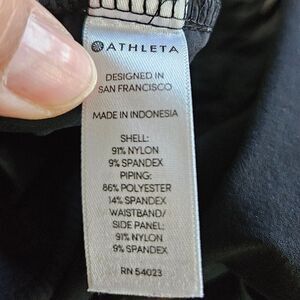 ATHLETA
DESIGNED IN
SAN FRANCISCO
MADE IN INDONESIA
SHELL:
91% NYLON
9% SPANDEX
PIPING:
86% POLYESTER
14% SPANDEX
WAISTBAND/
SIDE PANEL:
91% NYLON
9% SPANDEX
RN 54023